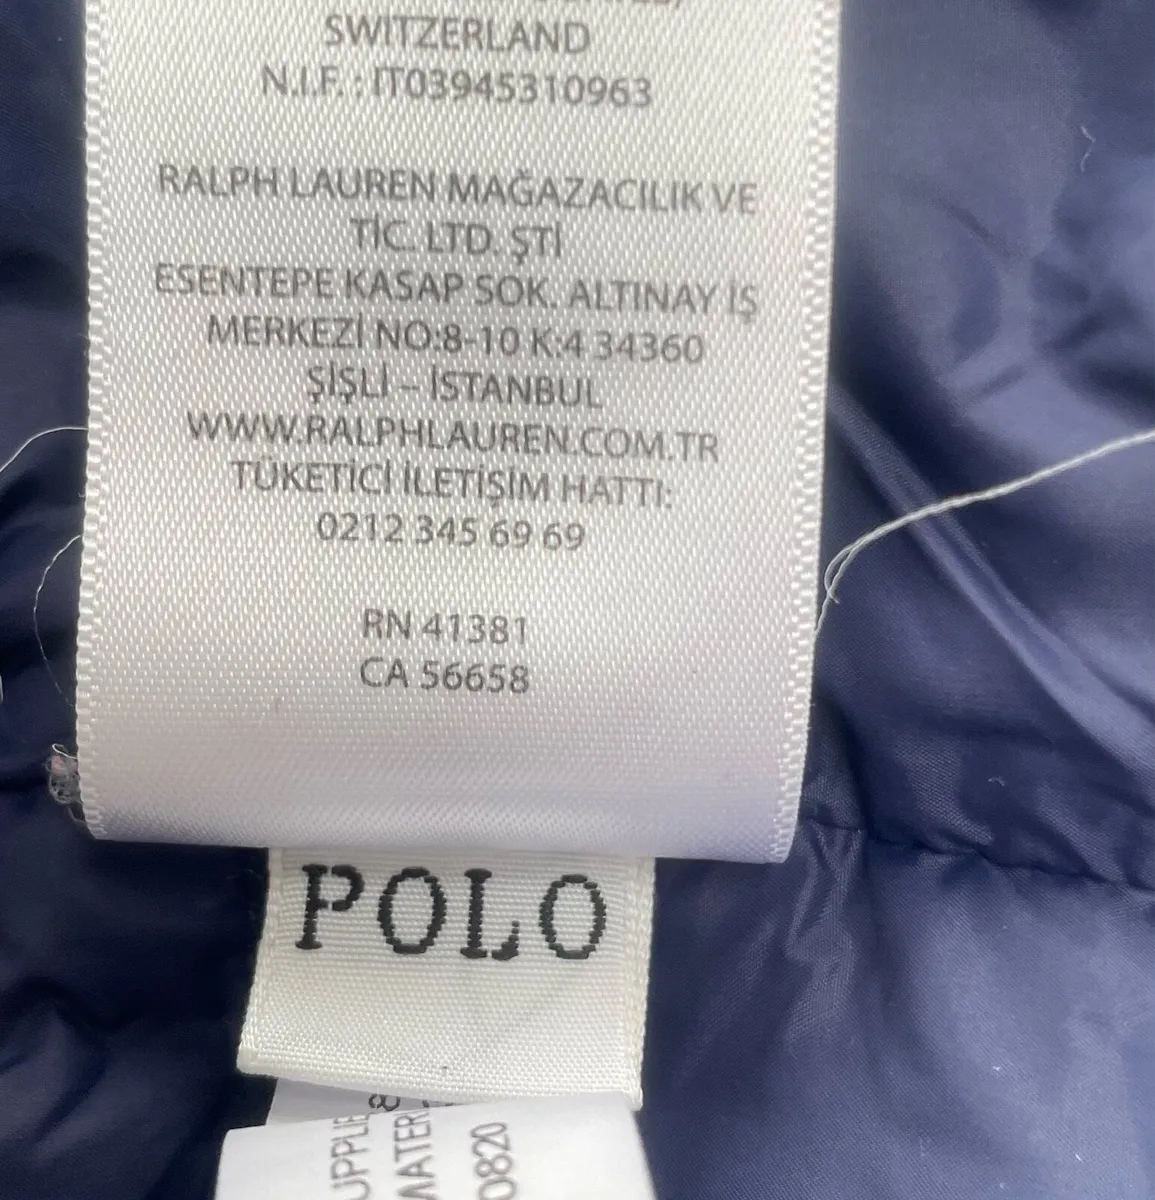 SWITZERLAND
N.I.F. : IT03945310963
RALPH LAUREN MAĞAZACILIK VE
TİC. LTD. ŞTİ
ESENTEPE KASAP SOK. ALTINAY İŞ
MERKEZİ NO:8-10 K:4 34360
ŞİŞLİ – İSTANBUL
WWW.RALPHLAUREN.COM.TR
TÜKETİCİ İLETİŞİM HATTI:
0212 345 69 69
RN 41381
CA 56658
POLO
0820